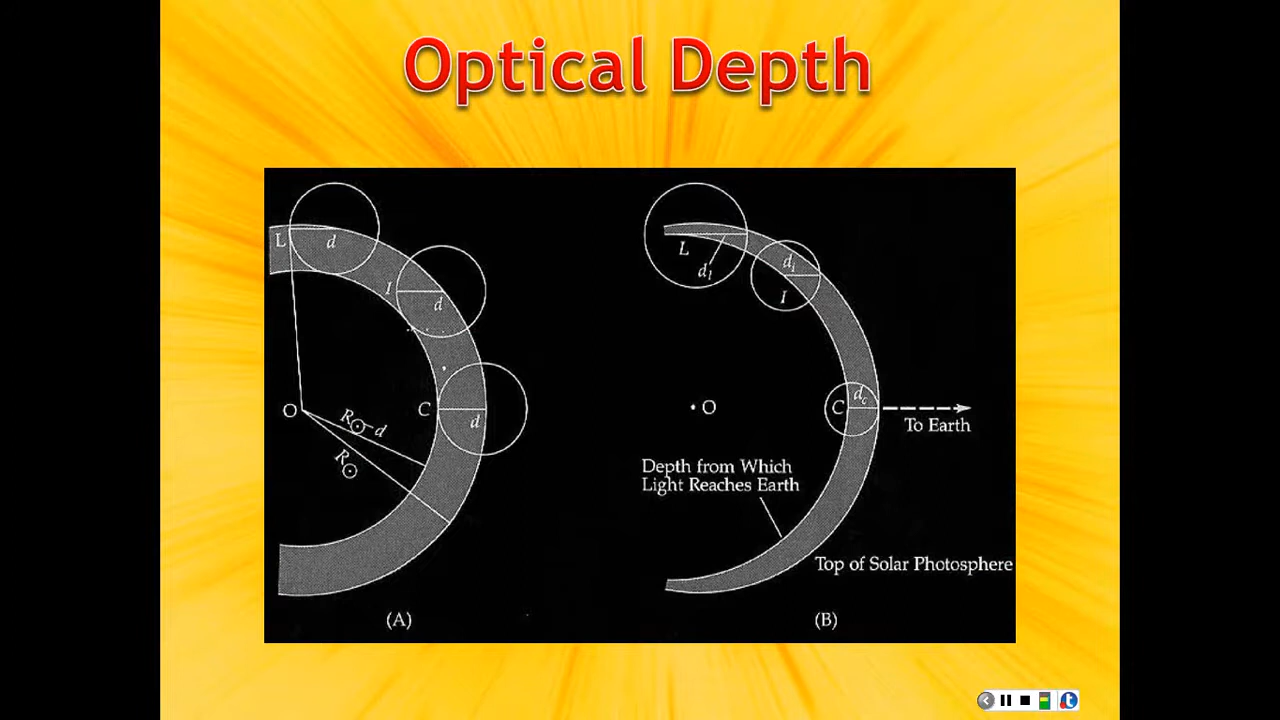 Optical Depth
L
d
I
d
C
d
O
R☉-d
R☉
(A)
L
d_l
d_i
I
C
d_c
O
To Earth
Depth from Which
Light Reaches Earth
Top of Solar Photosphere
(B)